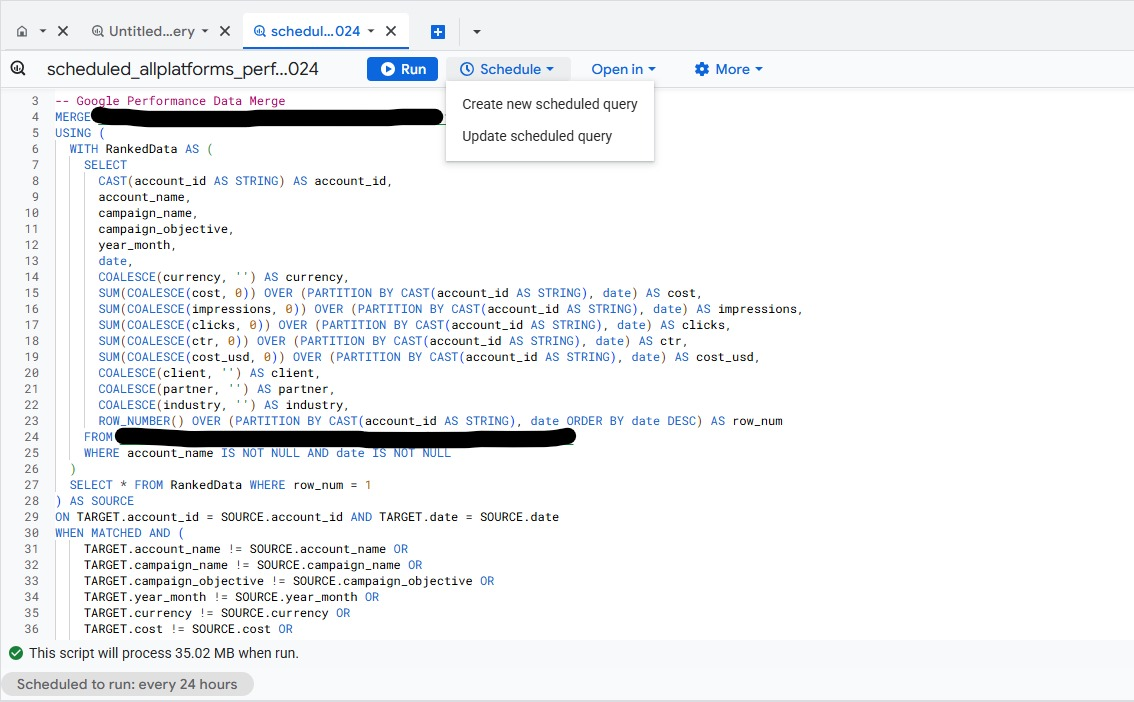 Untitled...ery
schedul...024
scheduled_allplatforms_perf...024
Run
Schedule
Open in
More
Create new scheduled query
Update scheduled query
3 -- Google Performance Data Merge
4 MERGE
5 USING (
6 WITH RankedData AS (
7 SELECT
8 CAST(account_id AS STRING) AS account_id,
9 account_name,
10 campaign_name,
11 campaign_objective,
12 year_month,
13 date,
14 COALESCE(currency, '') AS currency,
15 SUM(COALESCE(cost, 0)) OVER (PARTITION BY CAST(account_id AS STRING), date) AS cost,
16 SUM(COALESCE(impressions, 0)) OVER (PARTITION BY CAST(account_id AS STRING), date) AS impressions,
17 SUM(COALESCE(clicks, 0)) OVER (PARTITION BY CAST(account_id AS STRING), date) AS clicks,
18 SUM(COALESCE(ctr, 0)) OVER (PARTITION BY CAST(account_id AS STRING), date) AS ctr,
19 SUM(COALESCE(cost_usd, 0)) OVER (PARTITION BY CAST(account_id AS STRING), date) AS cost_usd,
20 COALESCE(client, '') AS client,
21 COALESCE(partner, '') AS partner,
22 COALESCE(industry, '') AS industry,
23 ROW_NUMBER() OVER (PARTITION BY CAST(account_id AS STRING), date ORDER BY date DESC) AS row_num
24 FROM
25 WHERE account_name IS NOT NULL AND date IS NOT NULL
26 )
27 SELECT * FROM RankedData WHERE row_num = 1
28 ) AS SOURCE
29 ON TARGET.account_id = SOURCE.account_id AND TARGET.date = SOURCE.date
30 WHEN MATCHED AND (
31 TARGET.account_name != SOURCE.account_name OR
32 TARGET.campaign_name != SOURCE.campaign_name OR
33 TARGET.campaign_objective != SOURCE.campaign_objective OR
34 TARGET.year_month != SOURCE.year_month OR
35 TARGET.currency != SOURCE.currency OR
36 TARGET.cost != SOURCE.cost OR
This script will process 35.02 MB when run.
Scheduled to run: every 24 hours